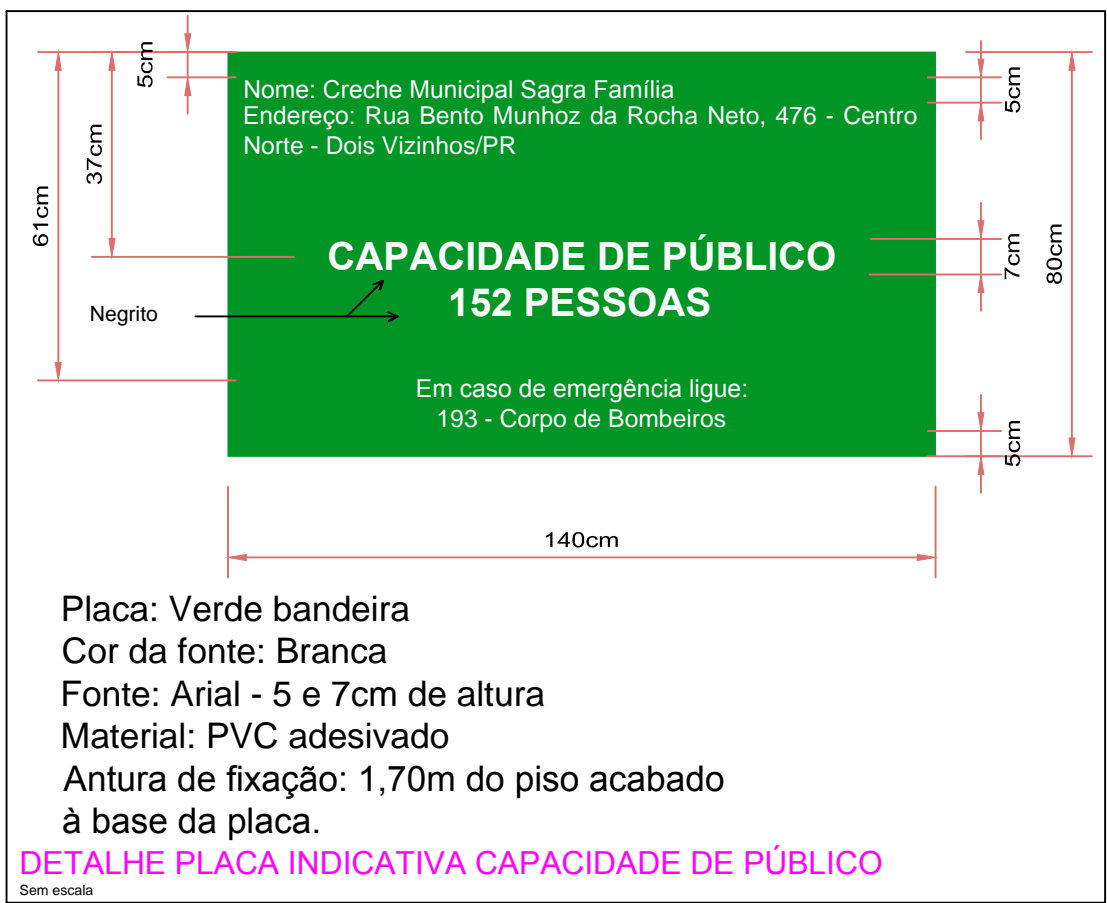 5cm
37cm
61cm
Nome: Creche Municipal Sagra Família
Endereço: Rua Bento Munhoz da Rocha Neto, 476 - Centro
Norte - Dois Vizinhos/PR
5cm
CAPACIDADE DE PÚBLICO
152 PESSOAS
7cm
80cm
Negrito
Em caso de emergência ligue:
193 - Corpo de Bombeiros
5cm
140cm
Placa: Verde bandeira
Cor da fonte: Branca
Fonte: Arial - 5 e 7cm de altura
Material: PVC adesivado
Antura de fixação: 1,70m do piso acabado
à base da placa.
DETALHE PLACA INDICATIVA CAPACIDADE DE PÚBLICO
Sem escala